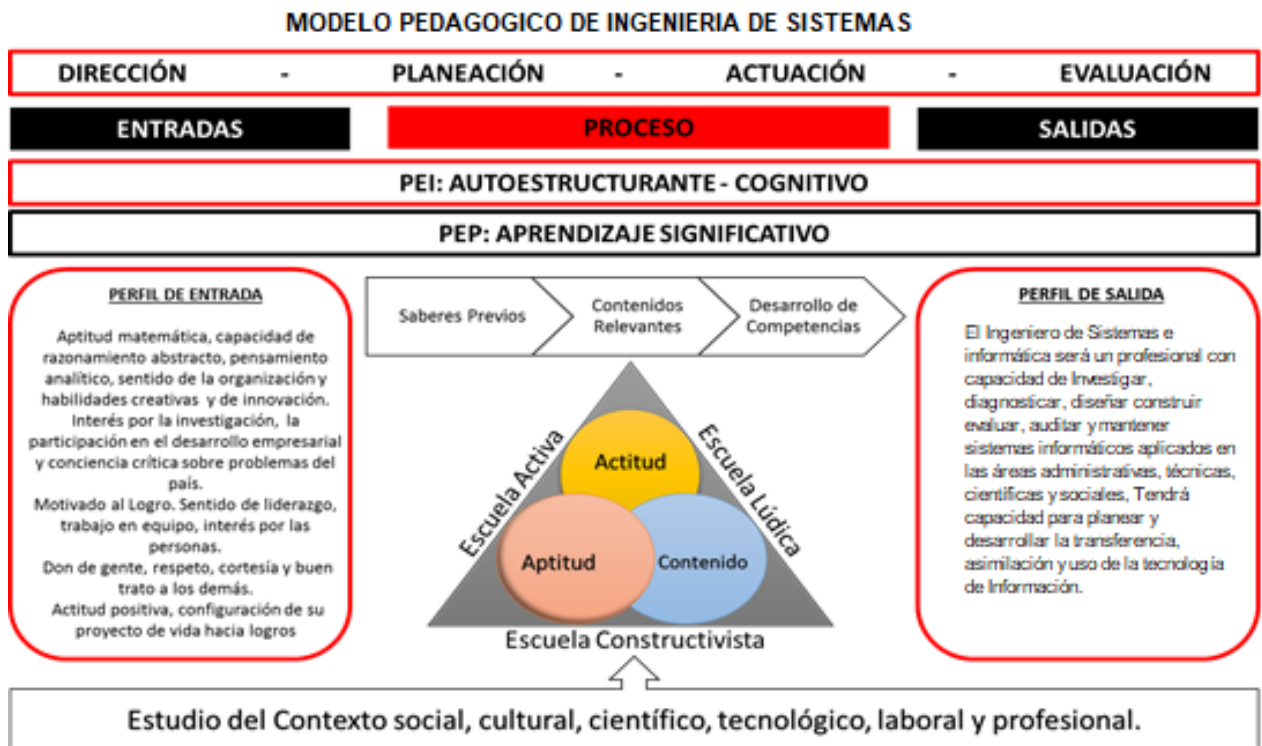 MODELO PEDAGOGICO DE INGENIERIA DE SISTEMAS
DIRECCIÓN - PLANEACIÓN - ACTUACIÓN - EVALUACIÓN
ENTRADAS
PROCESO
SALIDAS
PEI: AUTOESTRUCTURANTE - COGNITIVO
PEP: APRENDIZAJE SIGNIFICATIVO
PERFIL DE ENTRADA
Aptitud matemática, capacidad de
razonamiento abstracto, pensamiento
analítico, sentido de la organización y
habilidades creativas y de innovación.
Interés por la investigación, la
participación en el desarrollo empresarial
y conciencia crítica sobre problemas del
país.
Motivado al Logro. Sentido de liderazgo,
trabajo en equipo, interés por las
personas.
Don de gente, respeto, cortesía y buen
trato a los demás.
Actitud positiva, configuración de su
proyecto de vida hacia logros
Saberes Previos
Contenidos
Relevantes
Desarrollo de
Competencias
Escuela Activa
Escuela Lúdica
Actitud
Aptitud
Contenido
Escuela Constructivista
PERFIL DE SALIDA
El Ingeniero de Sistemas e
informática será un profesional con
capacidad de Investigar,
diagnosticar, diseñar construir
evaluar, auditar y mantener
sistemas informáticos aplicados en
las áreas administrativas, técnicas,
científicas y sociales, Tendrá
capacidad para planear y
desarrollar la transferencia,
asimilación y uso de la tecnología
de Información.
Estudio del Contexto social, cultural, científico, tecnológico, laboral y profesional.